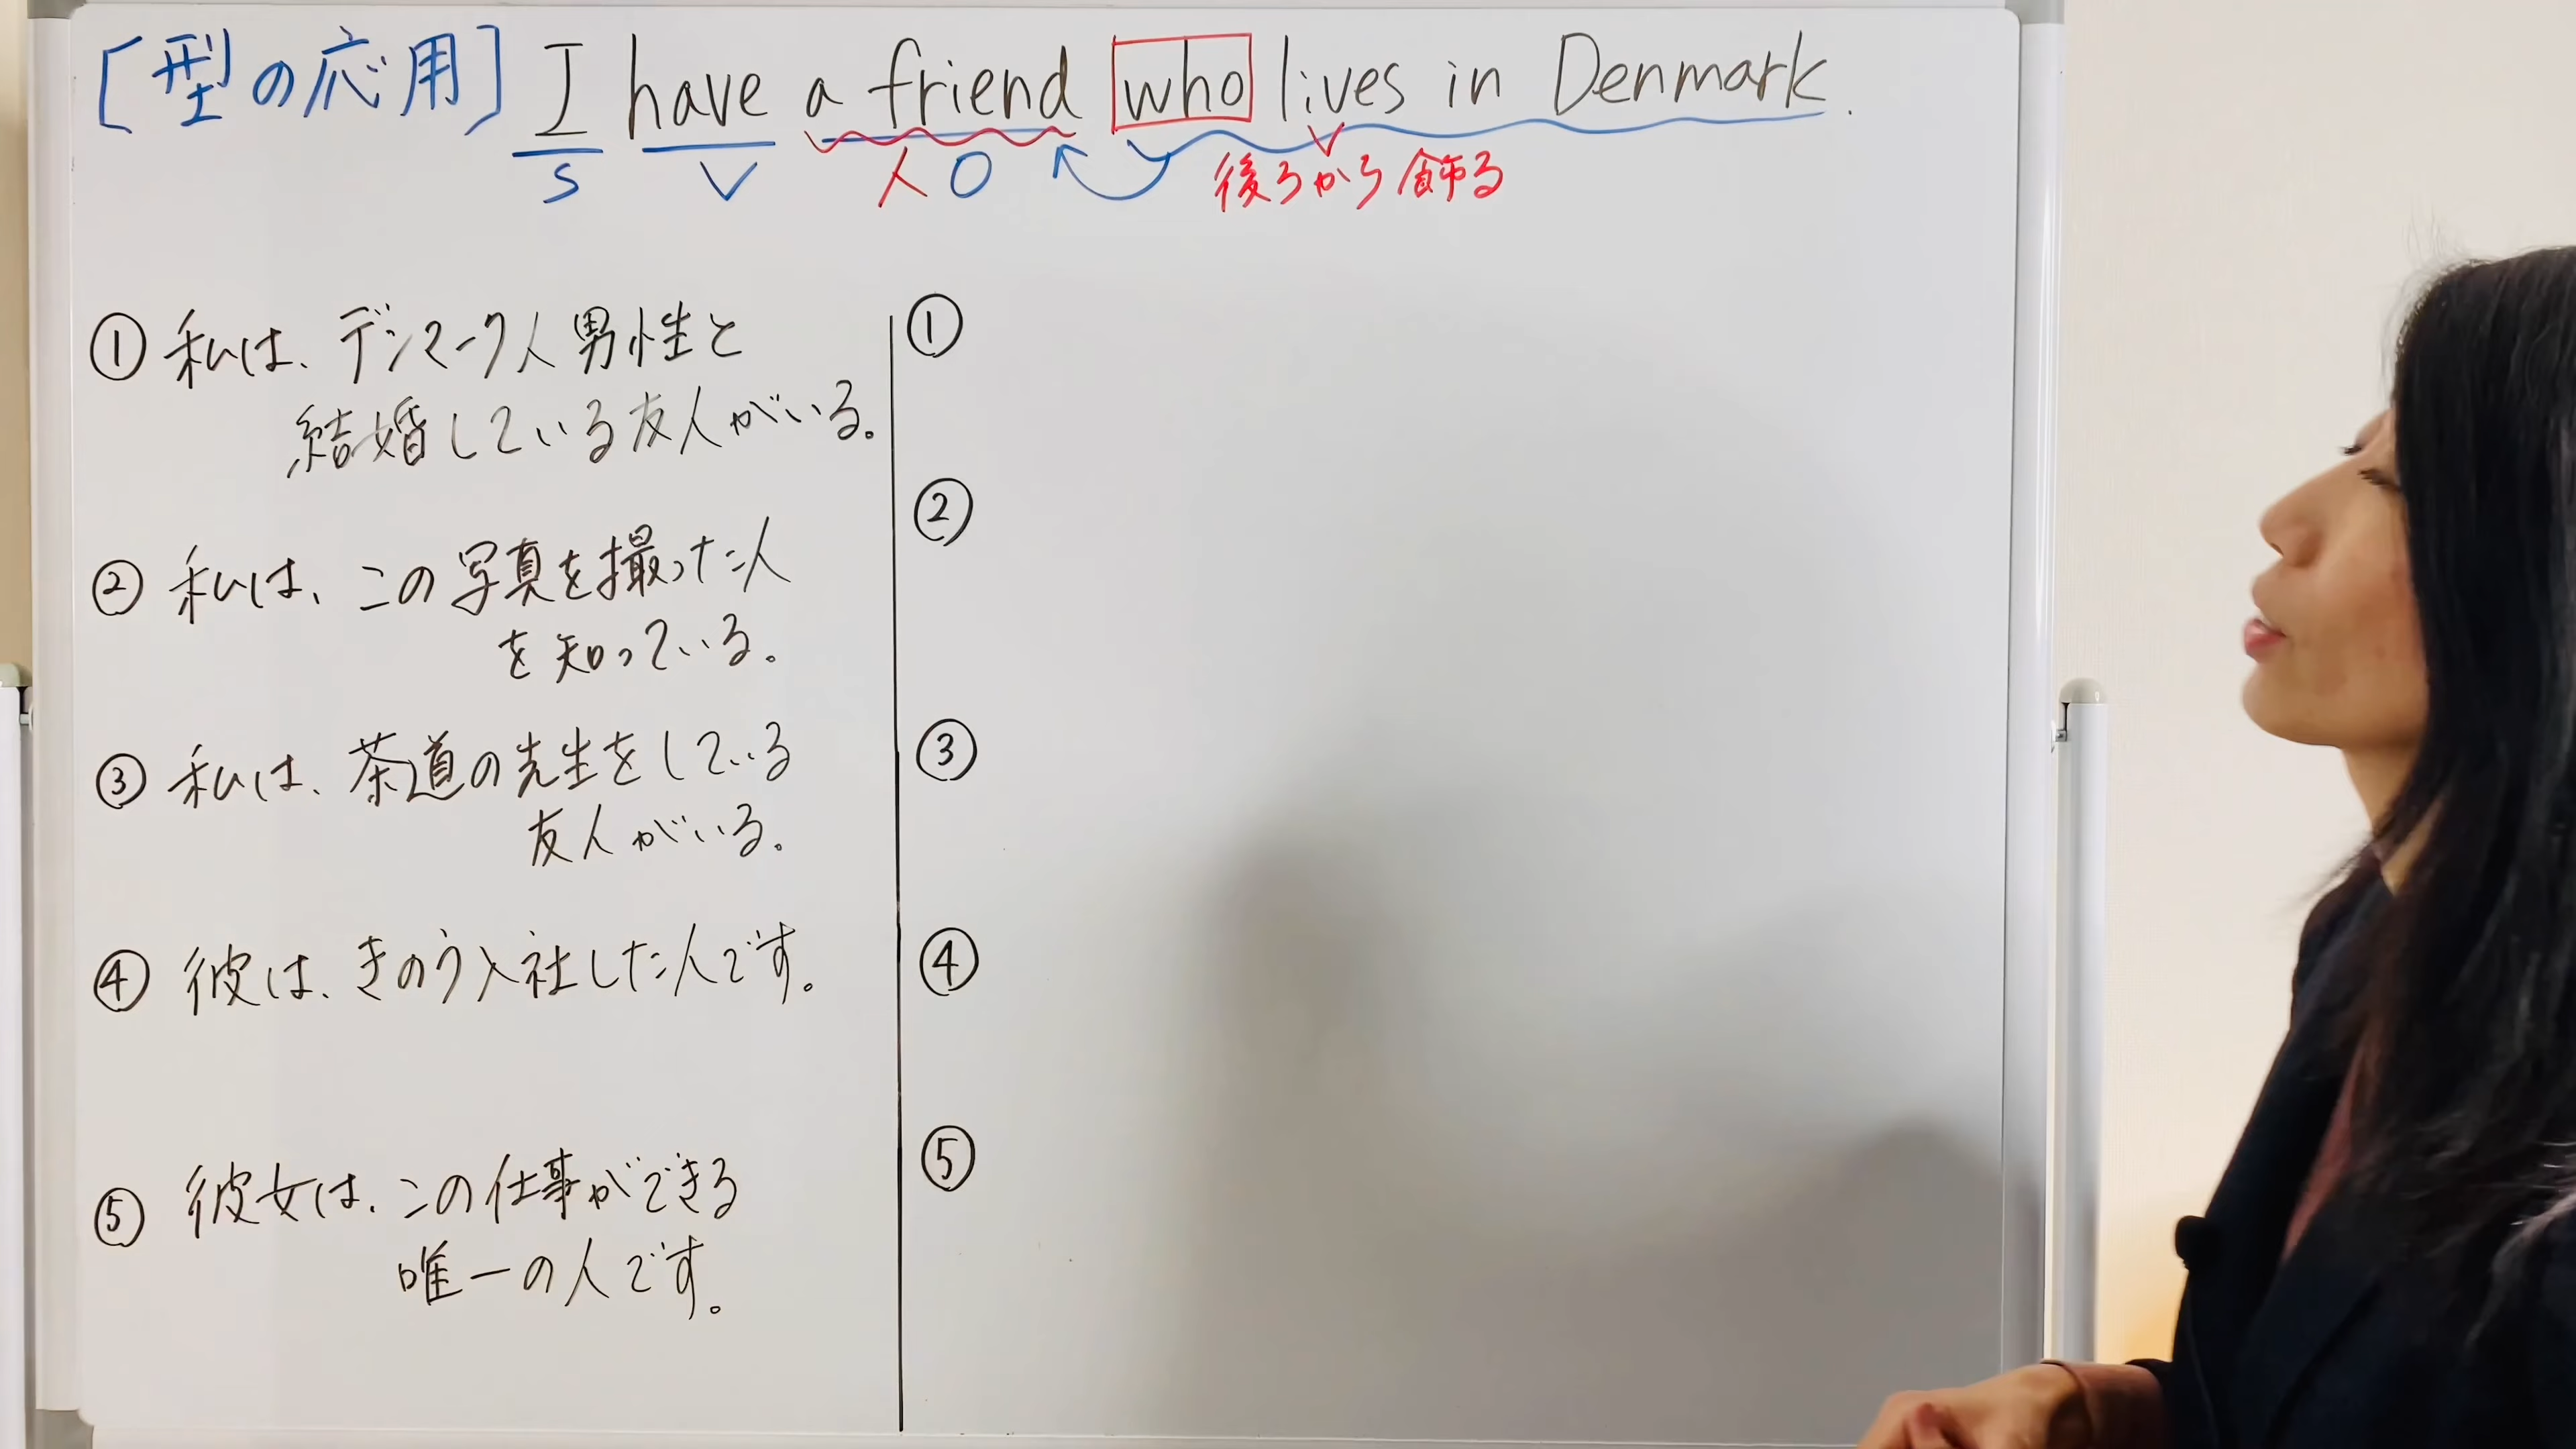 [型の応用] I have a friend who lives in Denmark.
S V 人 O V
後ろから飾る
① 私は、デンマーク人男性と
結婚している友人がいる。
② 私は、この写真を撮った人
を知っている。
③ 私は、茶道の先生をしている
友人がいる。
④ 彼は、きのう入社した人です。
⑤ 彼女は、この仕事ができる
唯一の人です。
①
②
③
④
⑤